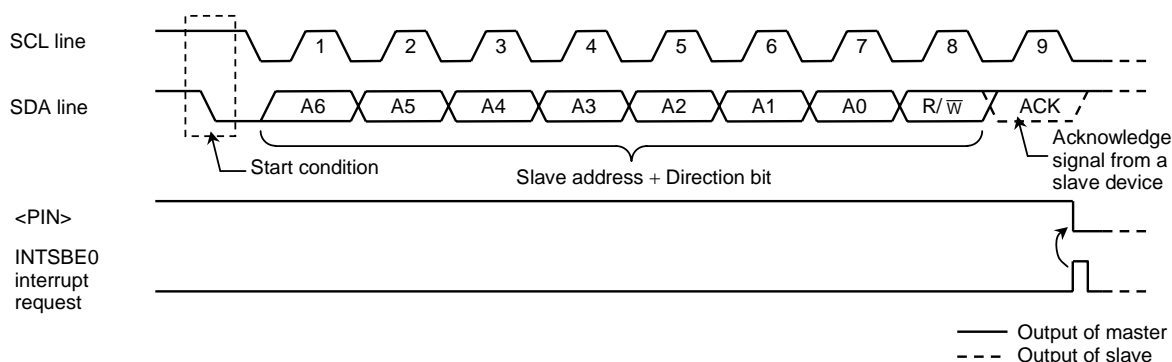 SCL line
1 2 3 4 5 6 7 8 9
SDA line
A6 A5 A4 A3 A2 A1 A0 R/W̅ ACK
Start condition
Slave address + Direction bit
Acknowledge
signal from a
slave device
<PIN>
INTSBE0
interrupt
request
Output of master
Output of slave